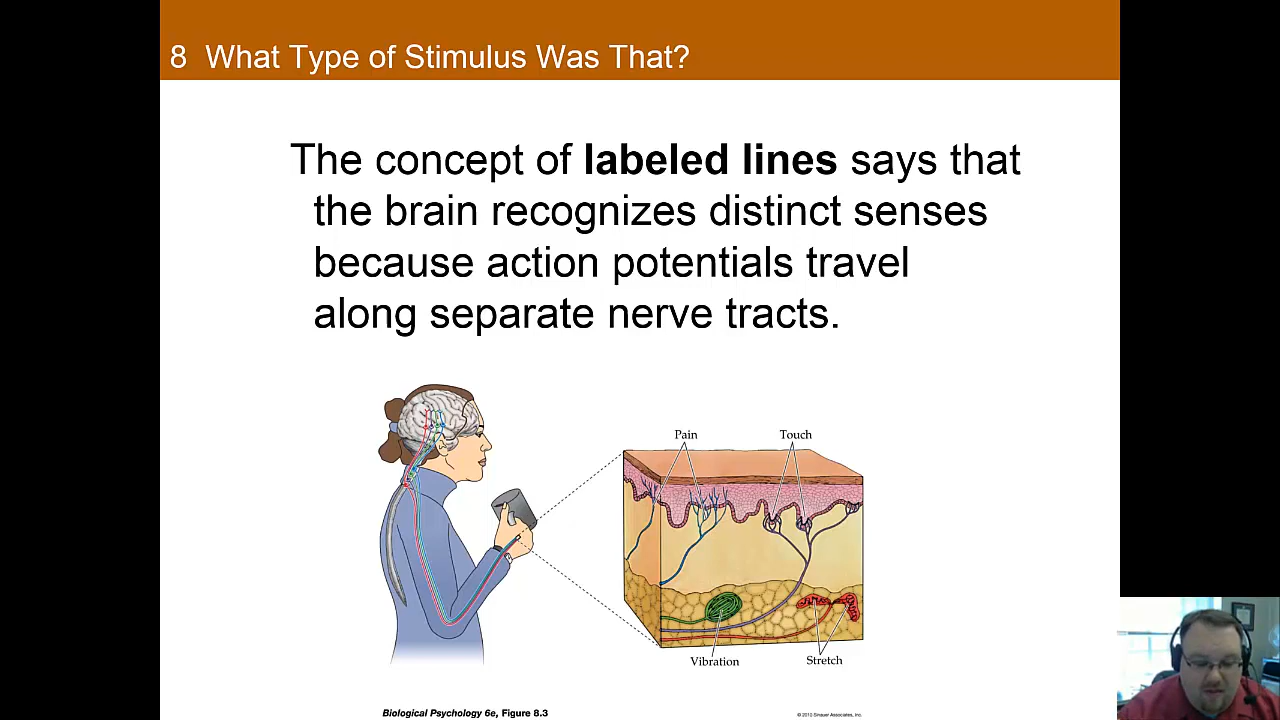 8 What Type of Stimulus Was That?
The concept of labeled lines says that
the brain recognizes distinct senses
because action potentials travel
along separate nerve tracts.
Pain
Touch
Vibration
Stretch
Biological Psychology 6e, Figure 8.3
© 2010 Sinauer Associates, Inc.